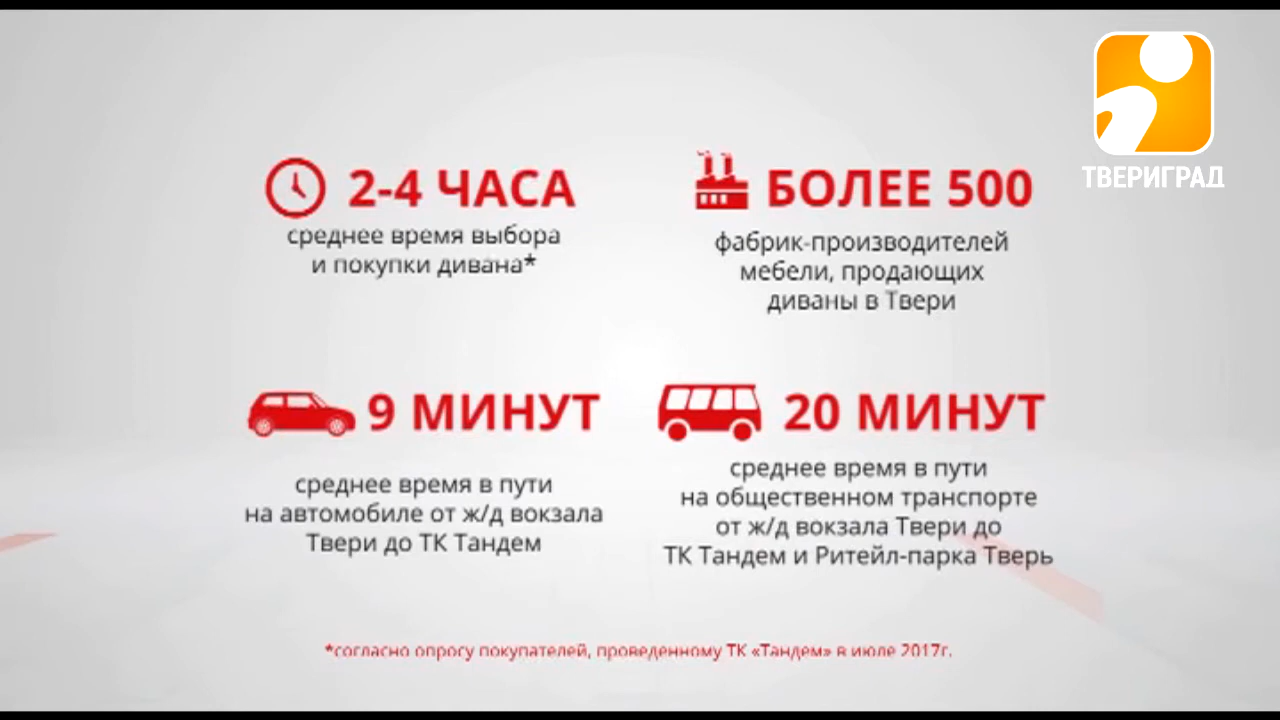 ТВЕРИГРАД
2-4 ЧАСА
среднее время выбора
и покупки дивана*
БОЛЕЕ 500
фабрик-производителей
мебели, продающих
диваны в Твери
9 МИНУТ
среднее время в пути
на автомобиле от ж/д вокзала
Твери до ТК Тандем
20 МИНУТ
среднее время в пути
на общественном транспорте
от ж/д вокзала Твери до
ТК Тандем и Ритейл-парка Тверь
*согласно опросу покупателей, проведенному ТК «Тандем» в июле 2017г.